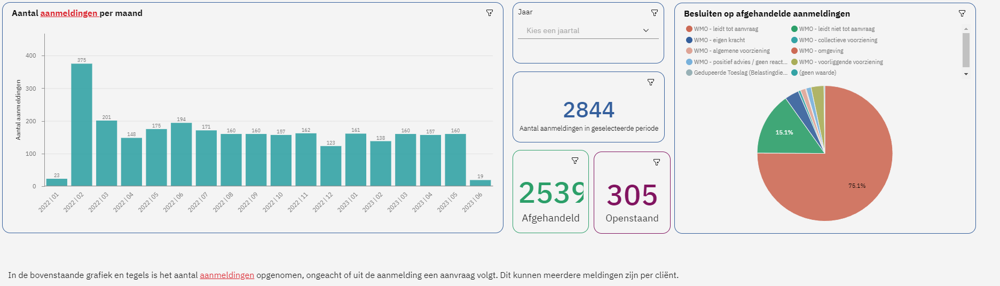 Aantal aanmeldingen per maand
Aantal aanmeldingen
400
300
200
100
0
23
375
201
148
175
194
171
160
160
157
162
123
161
138
160
157
160
19
2022 | 01
2022 | 02
2022 | 03
2022 | 04
2022 | 05
2022 | 06
2022 | 07
2022 | 08
2022 | 09
2022 | 10
2022 | 11
2022 | 12
2023 | 01
2023 | 02
2023 | 03
2023 | 04
2023 | 05
2023 | 06
Jaar
Kies een jaartal
2844
Aantal aanmeldingen in geselecteerde periode
2539
Afgehandeld
305
Openstaand
Besluiten op afgehandelde aanmeldingen
WMO - leidt tot aanvraag
WMO - leidt niet tot aanvraag
WMO - eigen kracht
WMO - collectieve voorziening
WMO - algemene voorziening
WMO - omgeving
WMO - positief advies / geen react...
WMO - voorliggende voorziening
Gedupeerde Toeslag (Belastingdie...
(geen waarde)
15.1%
75.1%
In de bovenstaande grafiek en tegels is het aantal aanmeldingen opgenomen, ongeacht of uit de aanmelding een aanvraag volgt. Dit kunnen meerdere meldingen zijn per cliënt.